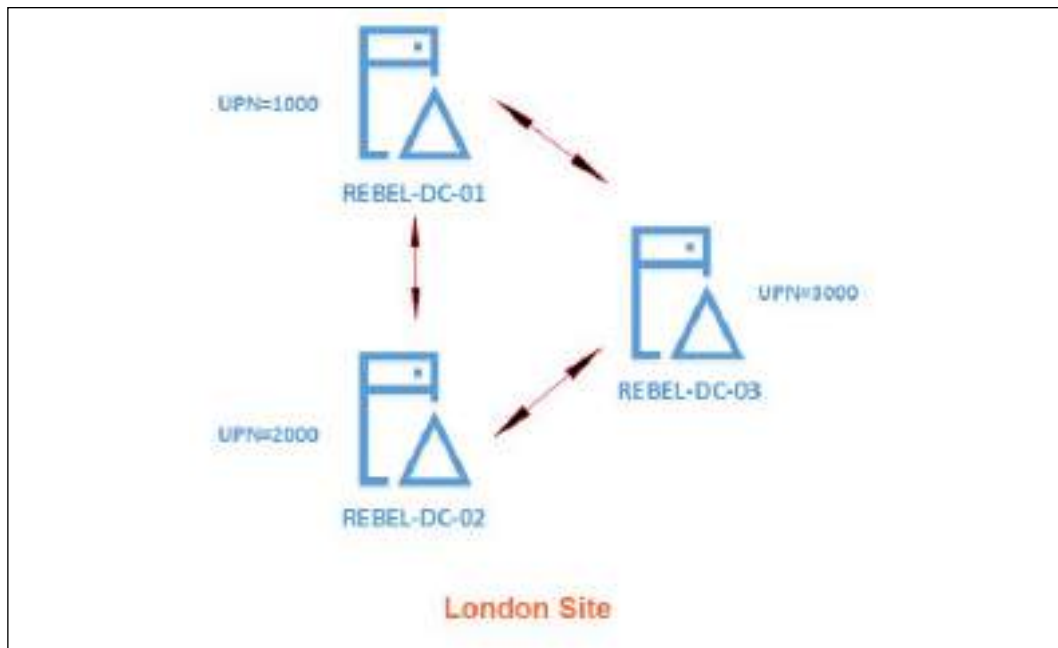 UPN=1000
REBEL-DC-01
UPN=3000
REBEL-DC-03
UPN=2000
REBEL-DC-02
London Site